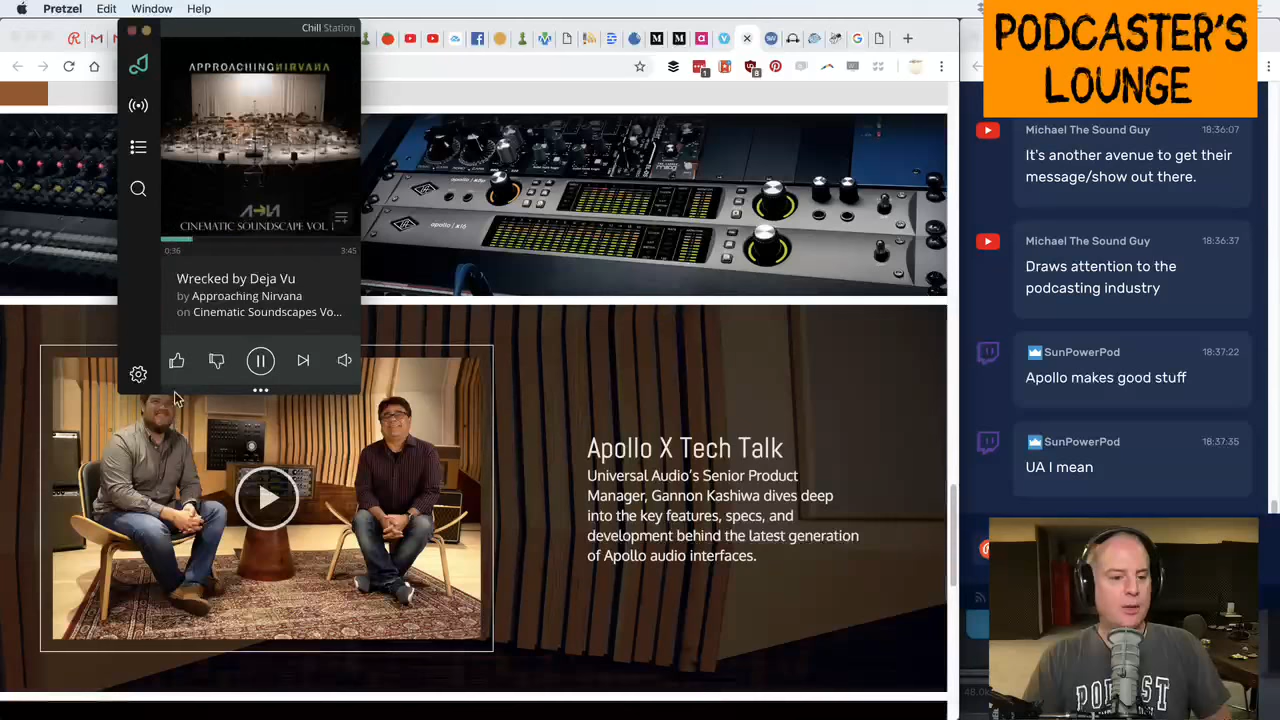 Pretzel Edit Window Help
Chill Station
APPROACHINGNIRVANA
CINEMATIC SOUNDSCAPE VOL 1
0:36
3:45
Wrecked by Deja Vu
by Approaching Nirvana
on Cinematic Soundscapes Vo...
Apollo X Tech Talk
Universal Audio's Senior Product
Manager, Gannon Kashiwa dives deep
into the key features, specs, and
development behind the latest generation
of Apollo audio interfaces.
PODCASTER'S
LOUNGE
Michael The Sound Guy 18:36:07
It's another avenue to get their
message/show out there.
Michael The Sound Guy 18:36:37
Draws attention to the
podcasting industry
SunPowerPod 18:37:22
Apollo makes good stuff
SunPowerPod 18:37:35
UA I mean